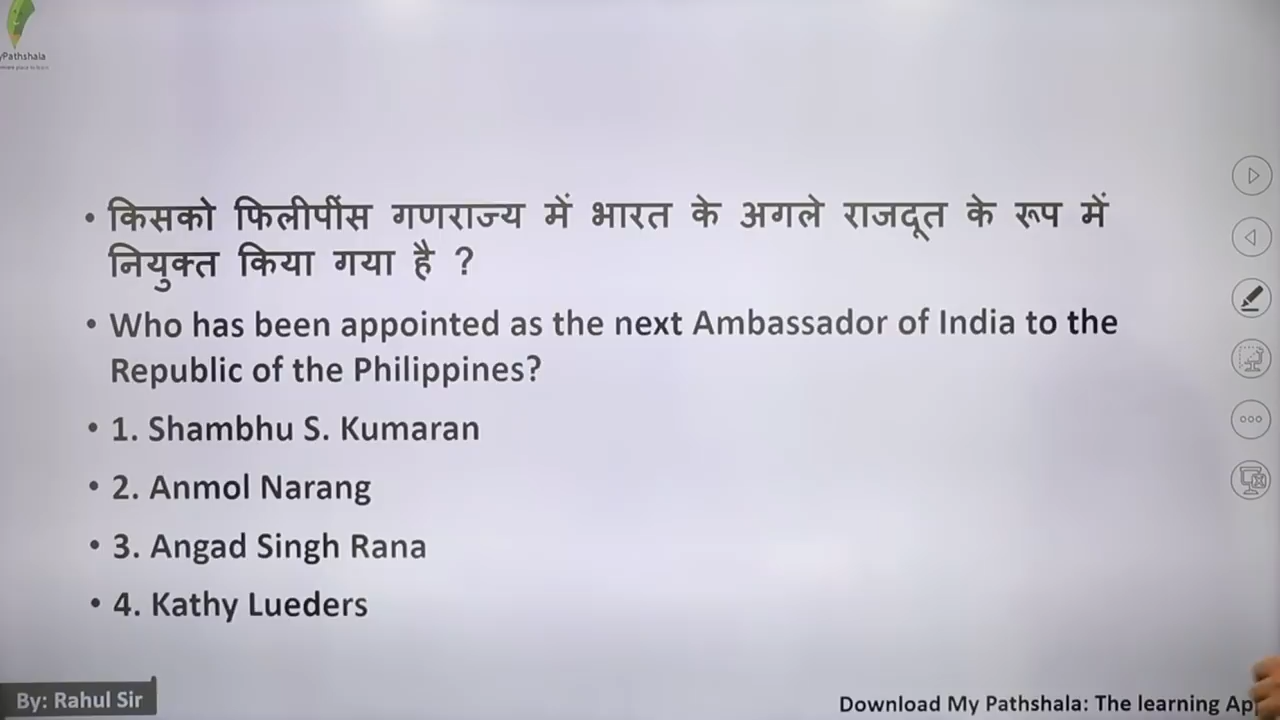 yPathshala
• किसको फिलीपींस गणराज्य में भारत के अगले राजदूत के रूप में
नियुक्त किया गया है ?
• Who has been appointed as the next Ambassador of India to the
Republic of the Philippines?
• 1. Shambhu S. Kumaran
• 2. Anmol Narang
• 3. Angad Singh Rana
• 4. Kathy Lueders
By: Rahul Sir
Download My Pathshala: The learning Ap